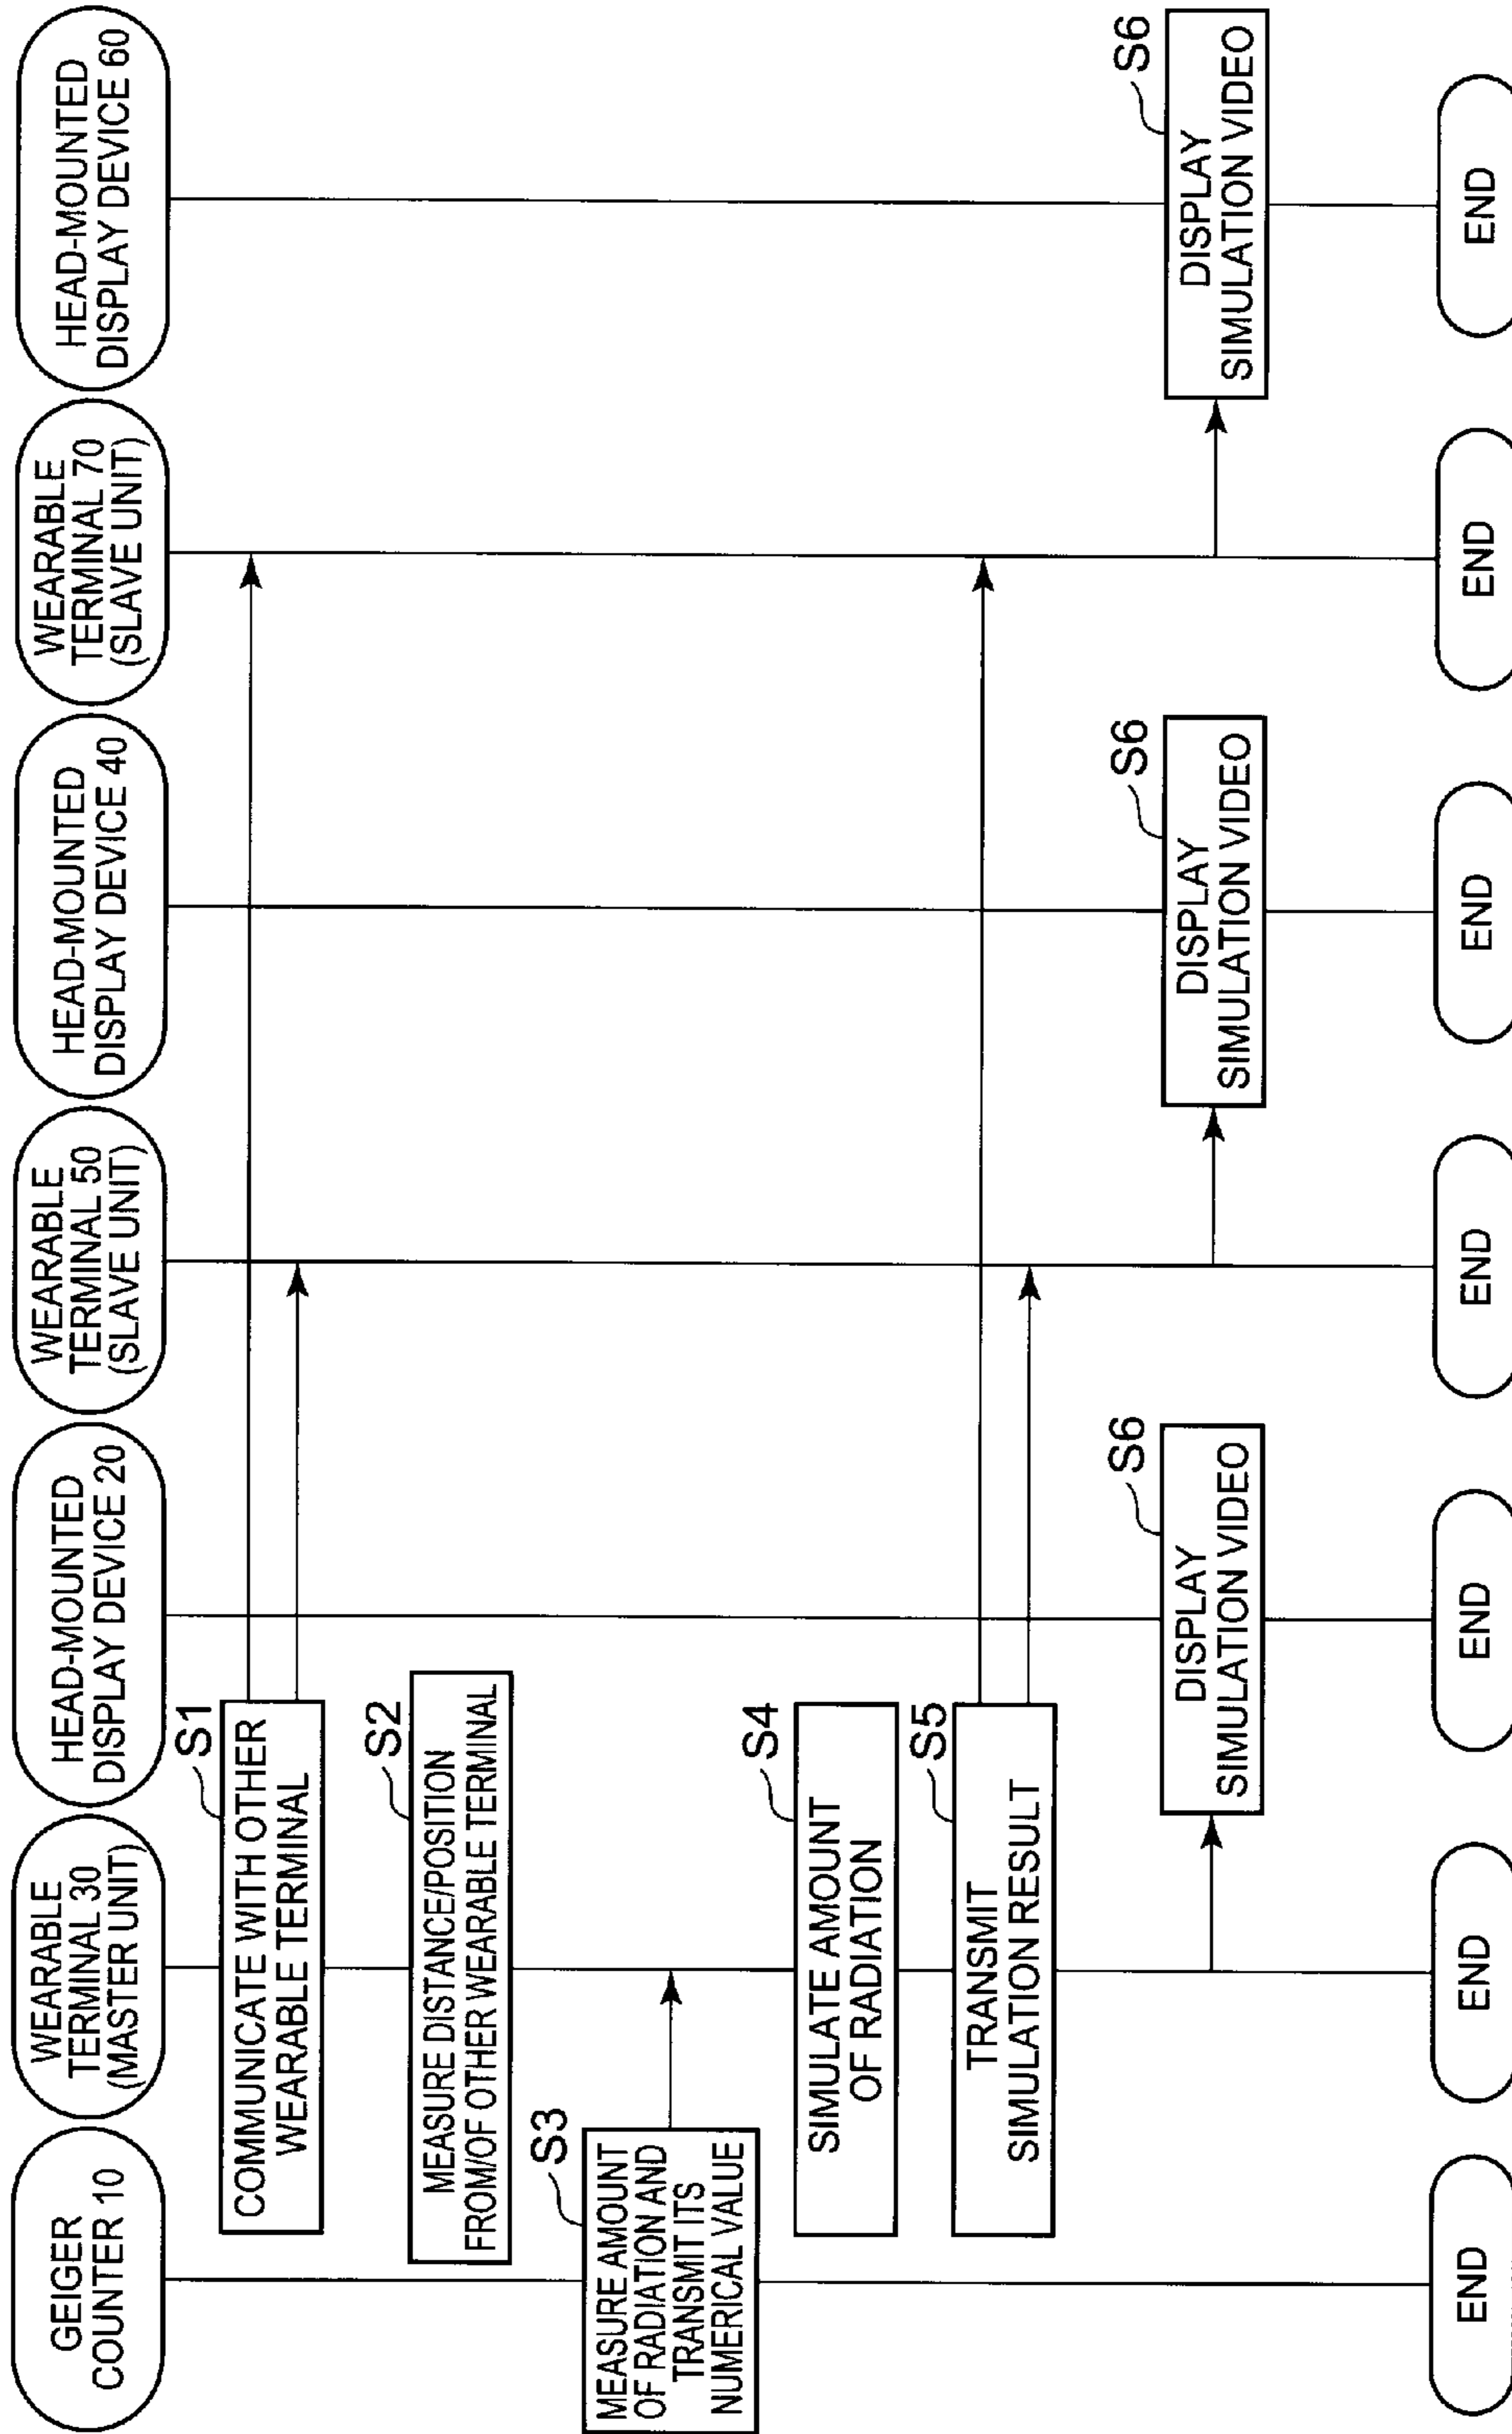 GEIGER
COUNTER 10
WEARABLE
TERMINAL 30
(MASTER UNIT)
HEAD-MOUNTED
DISPLAY DEVICE 20
WEARABLE
TERMINAL 50
(SLAVE UNIT)
HEAD-MOUNTED
DISPLAY DEVICE 40
WEARABLE
TERMINAL 70
(SLAVE UNIT)
HEAD-MOUNTED
DISPLAY DEVICE 60
S1
COMMUNICATE WITH OTHER
WEARABLE TERMINAL
S2
MEASURE DISTANCE/POSITION
FROM/OF OTHER WEARABLE TERMINAL
S3
MEASURE AMOUNT
OF RADIATION AND
TRANSMIT ITS
NUMERICAL VALUE
S4
SIMULATE AMOUNT
OF RADIATION
S5
TRANSMIT
SIMULATION RESULT
S6
DISPLAY
SIMULATION VIDEO
S6
DISPLAY
SIMULATION VIDEO
S6
DISPLAY
SIMULATION VIDEO
END
END
END
END
END
END
END